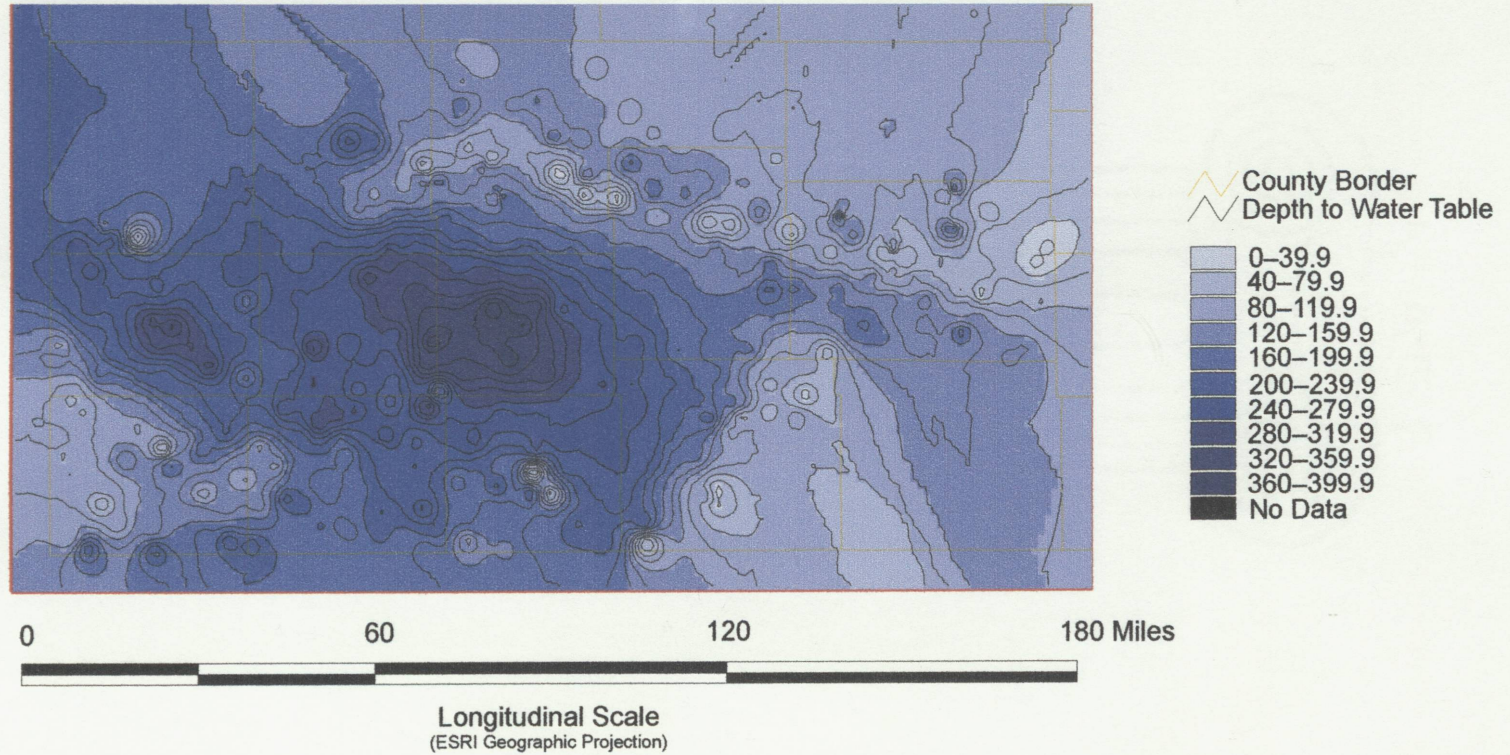 County Border
Depth to Water Table
0–39.9
40–79.9
80–119.9
120–159.9
160–199.9
200–239.9
240–279.9
280–319.9
320–359.9
360–399.9
No Data
0 60 120 180 Miles
Longitudinal Scale
(ESRI Geographic Projection)